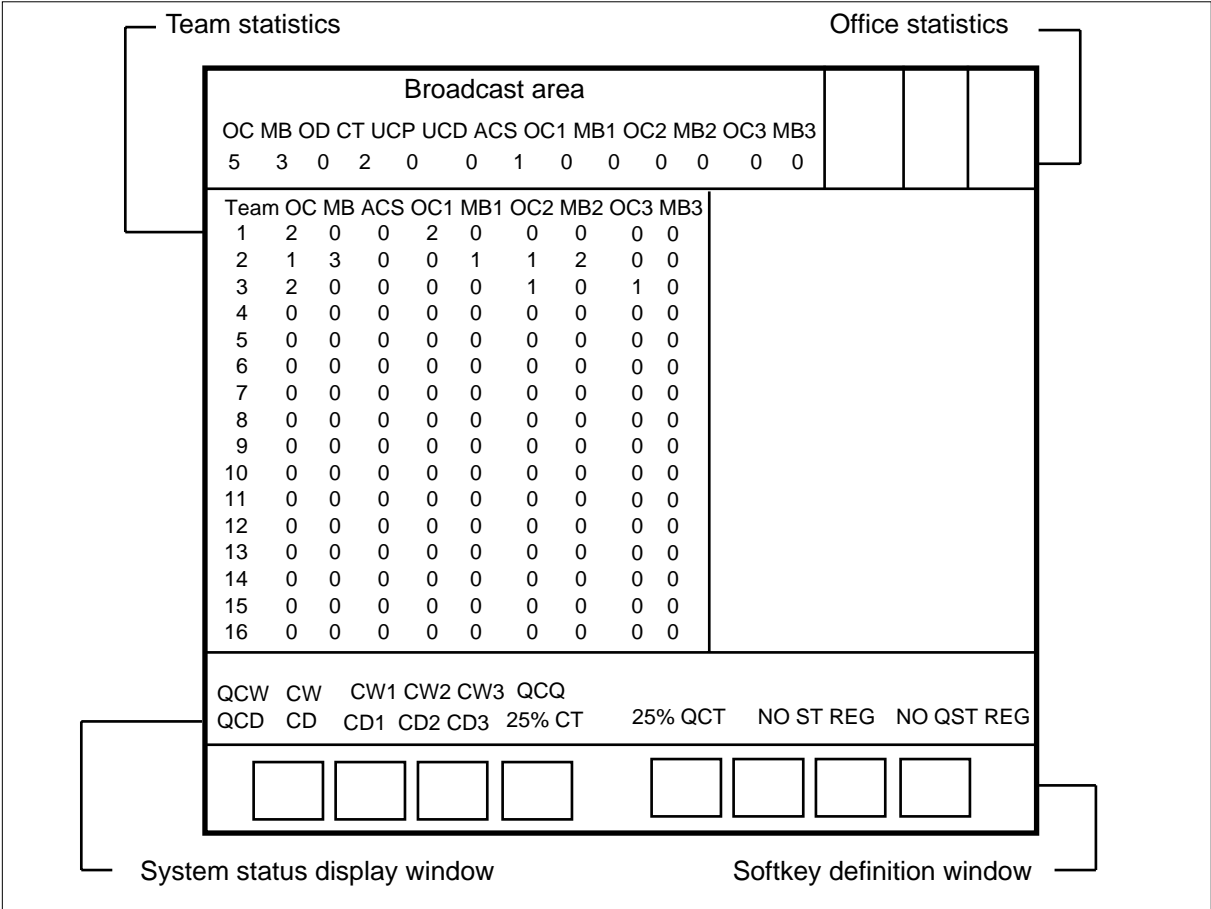 Team statistics
Office statistics
Broadcast area
OC MB OD CT UCP UCD ACS OC1 MB1 OC2 MB2 OC3 MB3
5 3 0 2 0 0 1 0 0 0 0 0 0
Team OC MB ACS OC1 MB1 OC2 MB2 OC3 MB3
1 2 0 0 2 0 0 0 0 0
2 1 3 0 0 1 1 2 0 0
3 2 0 0 0 0 1 0 1 0
4 0 0 0 0 0 0 0 0 0
5 0 0 0 0 0 0 0 0 0
6 0 0 0 0 0 0 0 0 0
7 0 0 0 0 0 0 0 0 0
8 0 0 0 0 0 0 0 0 0
9 0 0 0 0 0 0 0 0 0
10 0 0 0 0 0 0 0 0 0
11 0 0 0 0 0 0 0 0 0
12 0 0 0 0 0 0 0 0 0
13 0 0 0 0 0 0 0 0 0
14 0 0 0 0 0 0 0 0 0
15 0 0 0 0 0 0 0 0 0
16 0 0 0 0 0 0 0 0 0
QCW CW CW1 CW2 CW3 QCQ
QCD CD CD1 CD2 CD3 25% CT 25% QCT NO ST REG NO QST REG
System status display window
Softkey definition window